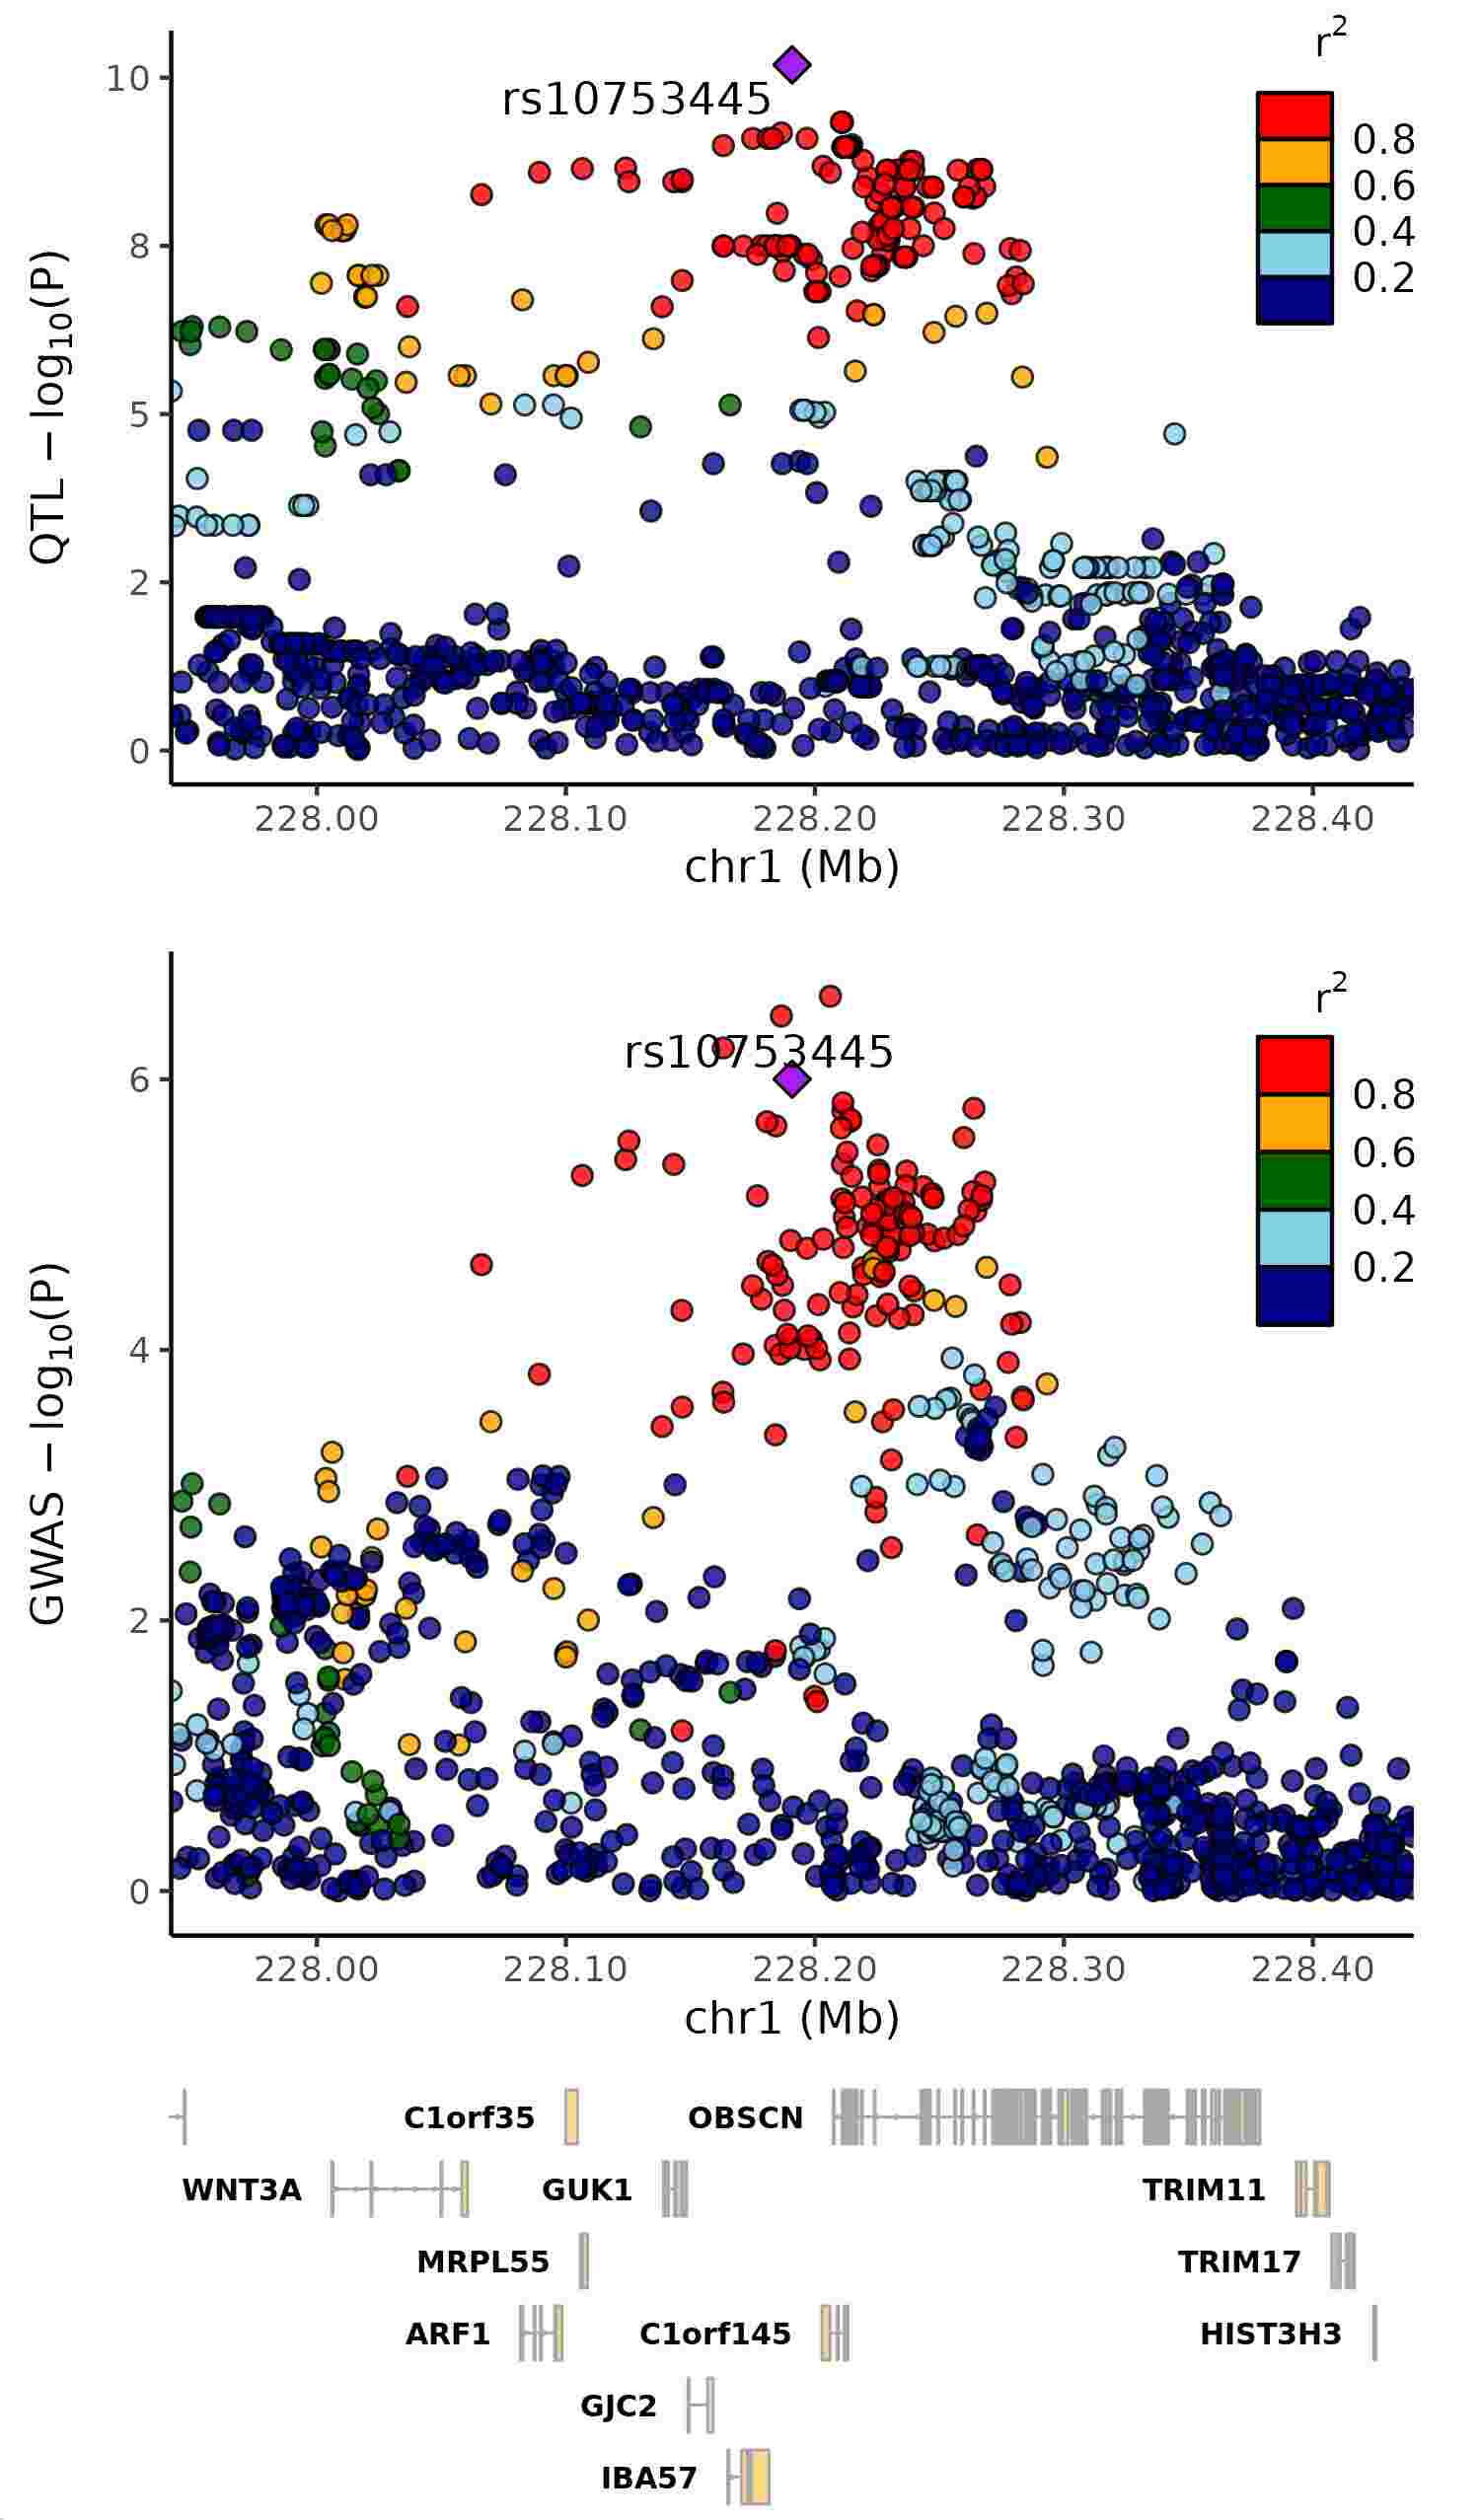 r²
10
rs10753445
0.8
0.6
0.4
0.2
8
5
2
0
QTL − log₁₀(P)
228.00 228.10 228.20 228.30 228.40
chr1 (Mb)
r²
rs10753445
6
0.8
0.6
0.4
0.2
4
2
0
GWAS − log₁₀(P)
228.00 228.10 228.20 228.30 228.40
chr1 (Mb)
C1orf35 OBSCN
WNT3A GUK1 TRIM11
MRPL55 TRIM17
ARF1 C1orf145 HIST3H3
GJC2
IBA57